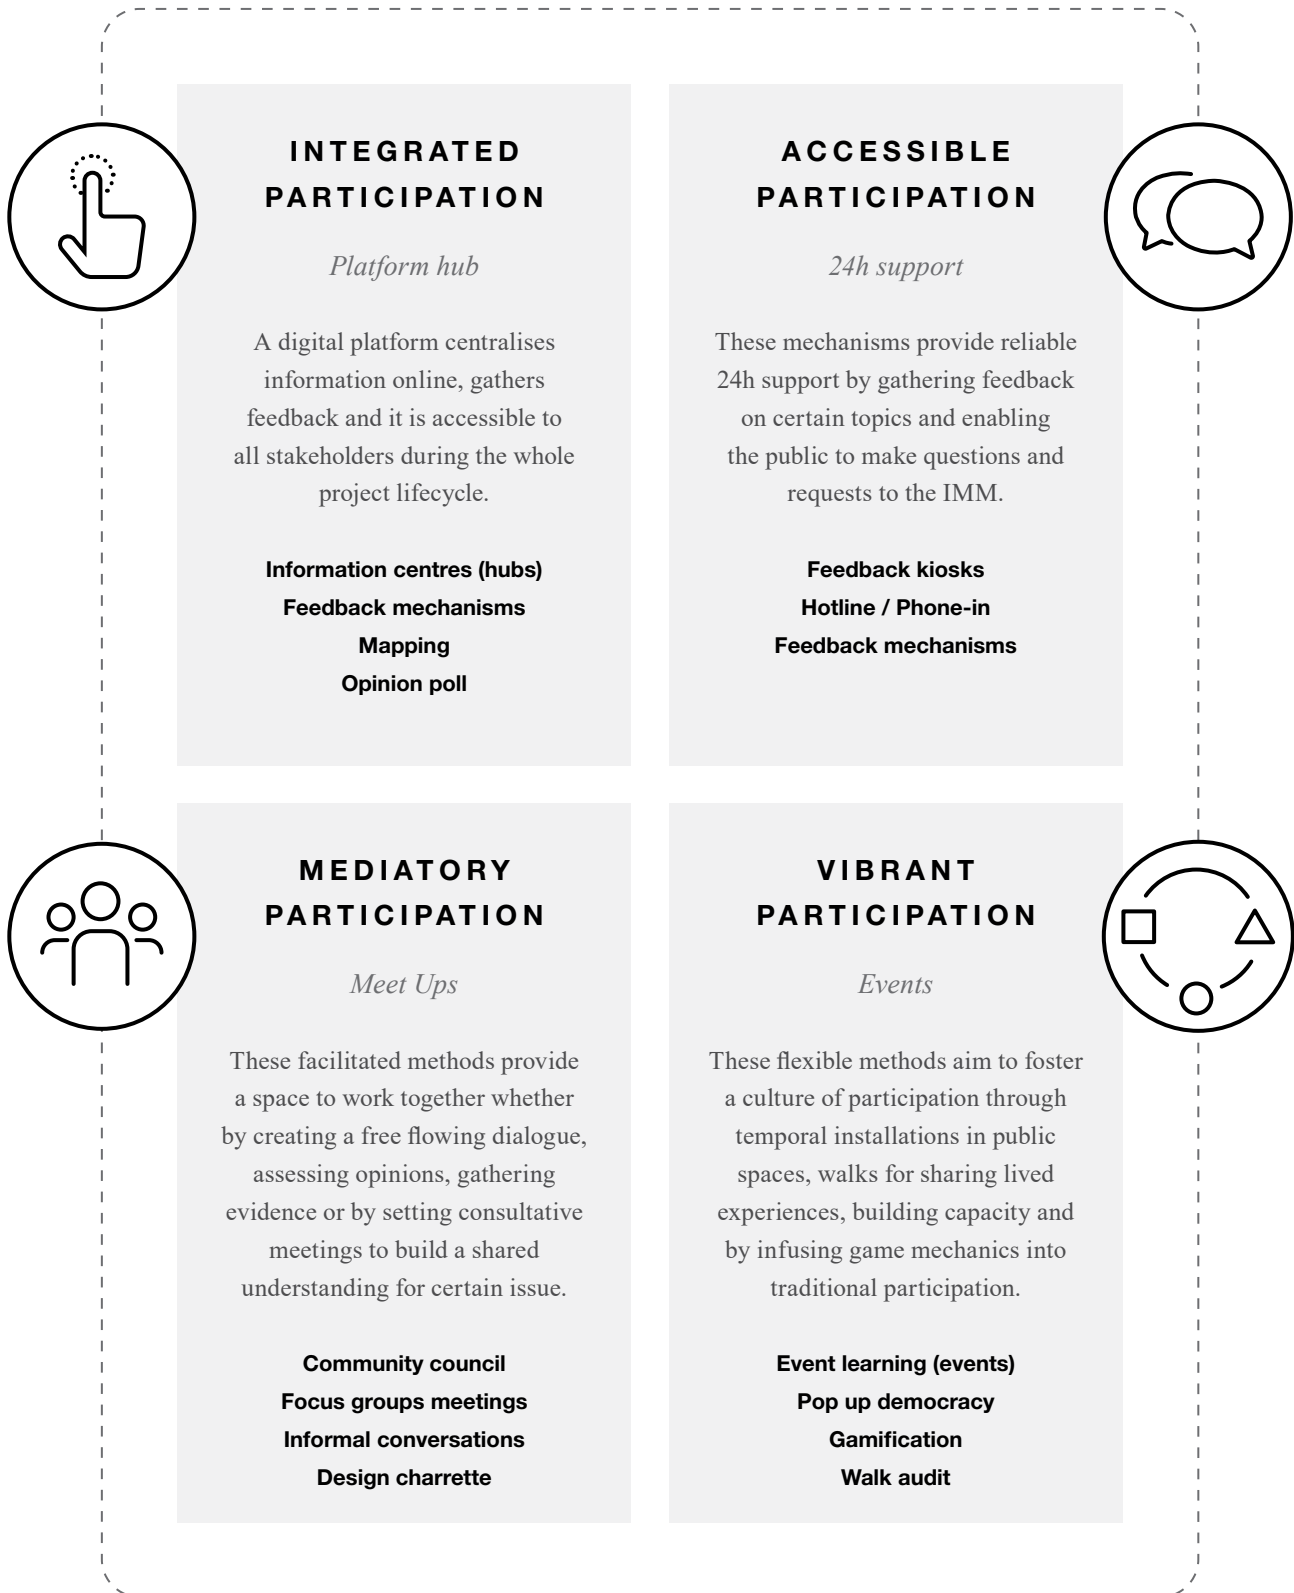 INTEGRATED
PARTICIPATION
Platform hub
A digital platform centralises
information online, gathers
feedback and it is accessible to
all stakeholders during the whole
project lifecycle.
Information centres (hubs)
Feedback mechanisms
Mapping
Opinion poll
ACCESSIBLE
PARTICIPATION
24h support
These mechanisms provide reliable
24h support by gathering feedback
on certain topics and enabling
the public to make questions and
requests to the IMM.
Feedback kiosks
Hotline / Phone-in
Feedback mechanisms
MEDIATORY
PARTICIPATION
Meet Ups
These facilitated methods provide
a space to work together whether
by creating a free flowing dialogue,
assessing opinions, gathering
evidence or by setting consultative
meetings to build a shared
understanding for certain issue.
Community council
Focus groups meetings
Informal conversations
Design charrette
VIBRANT
PARTICIPATION
Events
These flexible methods aim to foster
a culture of participation through
temporal installations in public
spaces, walks for sharing lived
experiences, building capacity and
by infusing game mechanics into
traditional participation.
Event learning (events)
Pop up democracy
Gamification
Walk audit